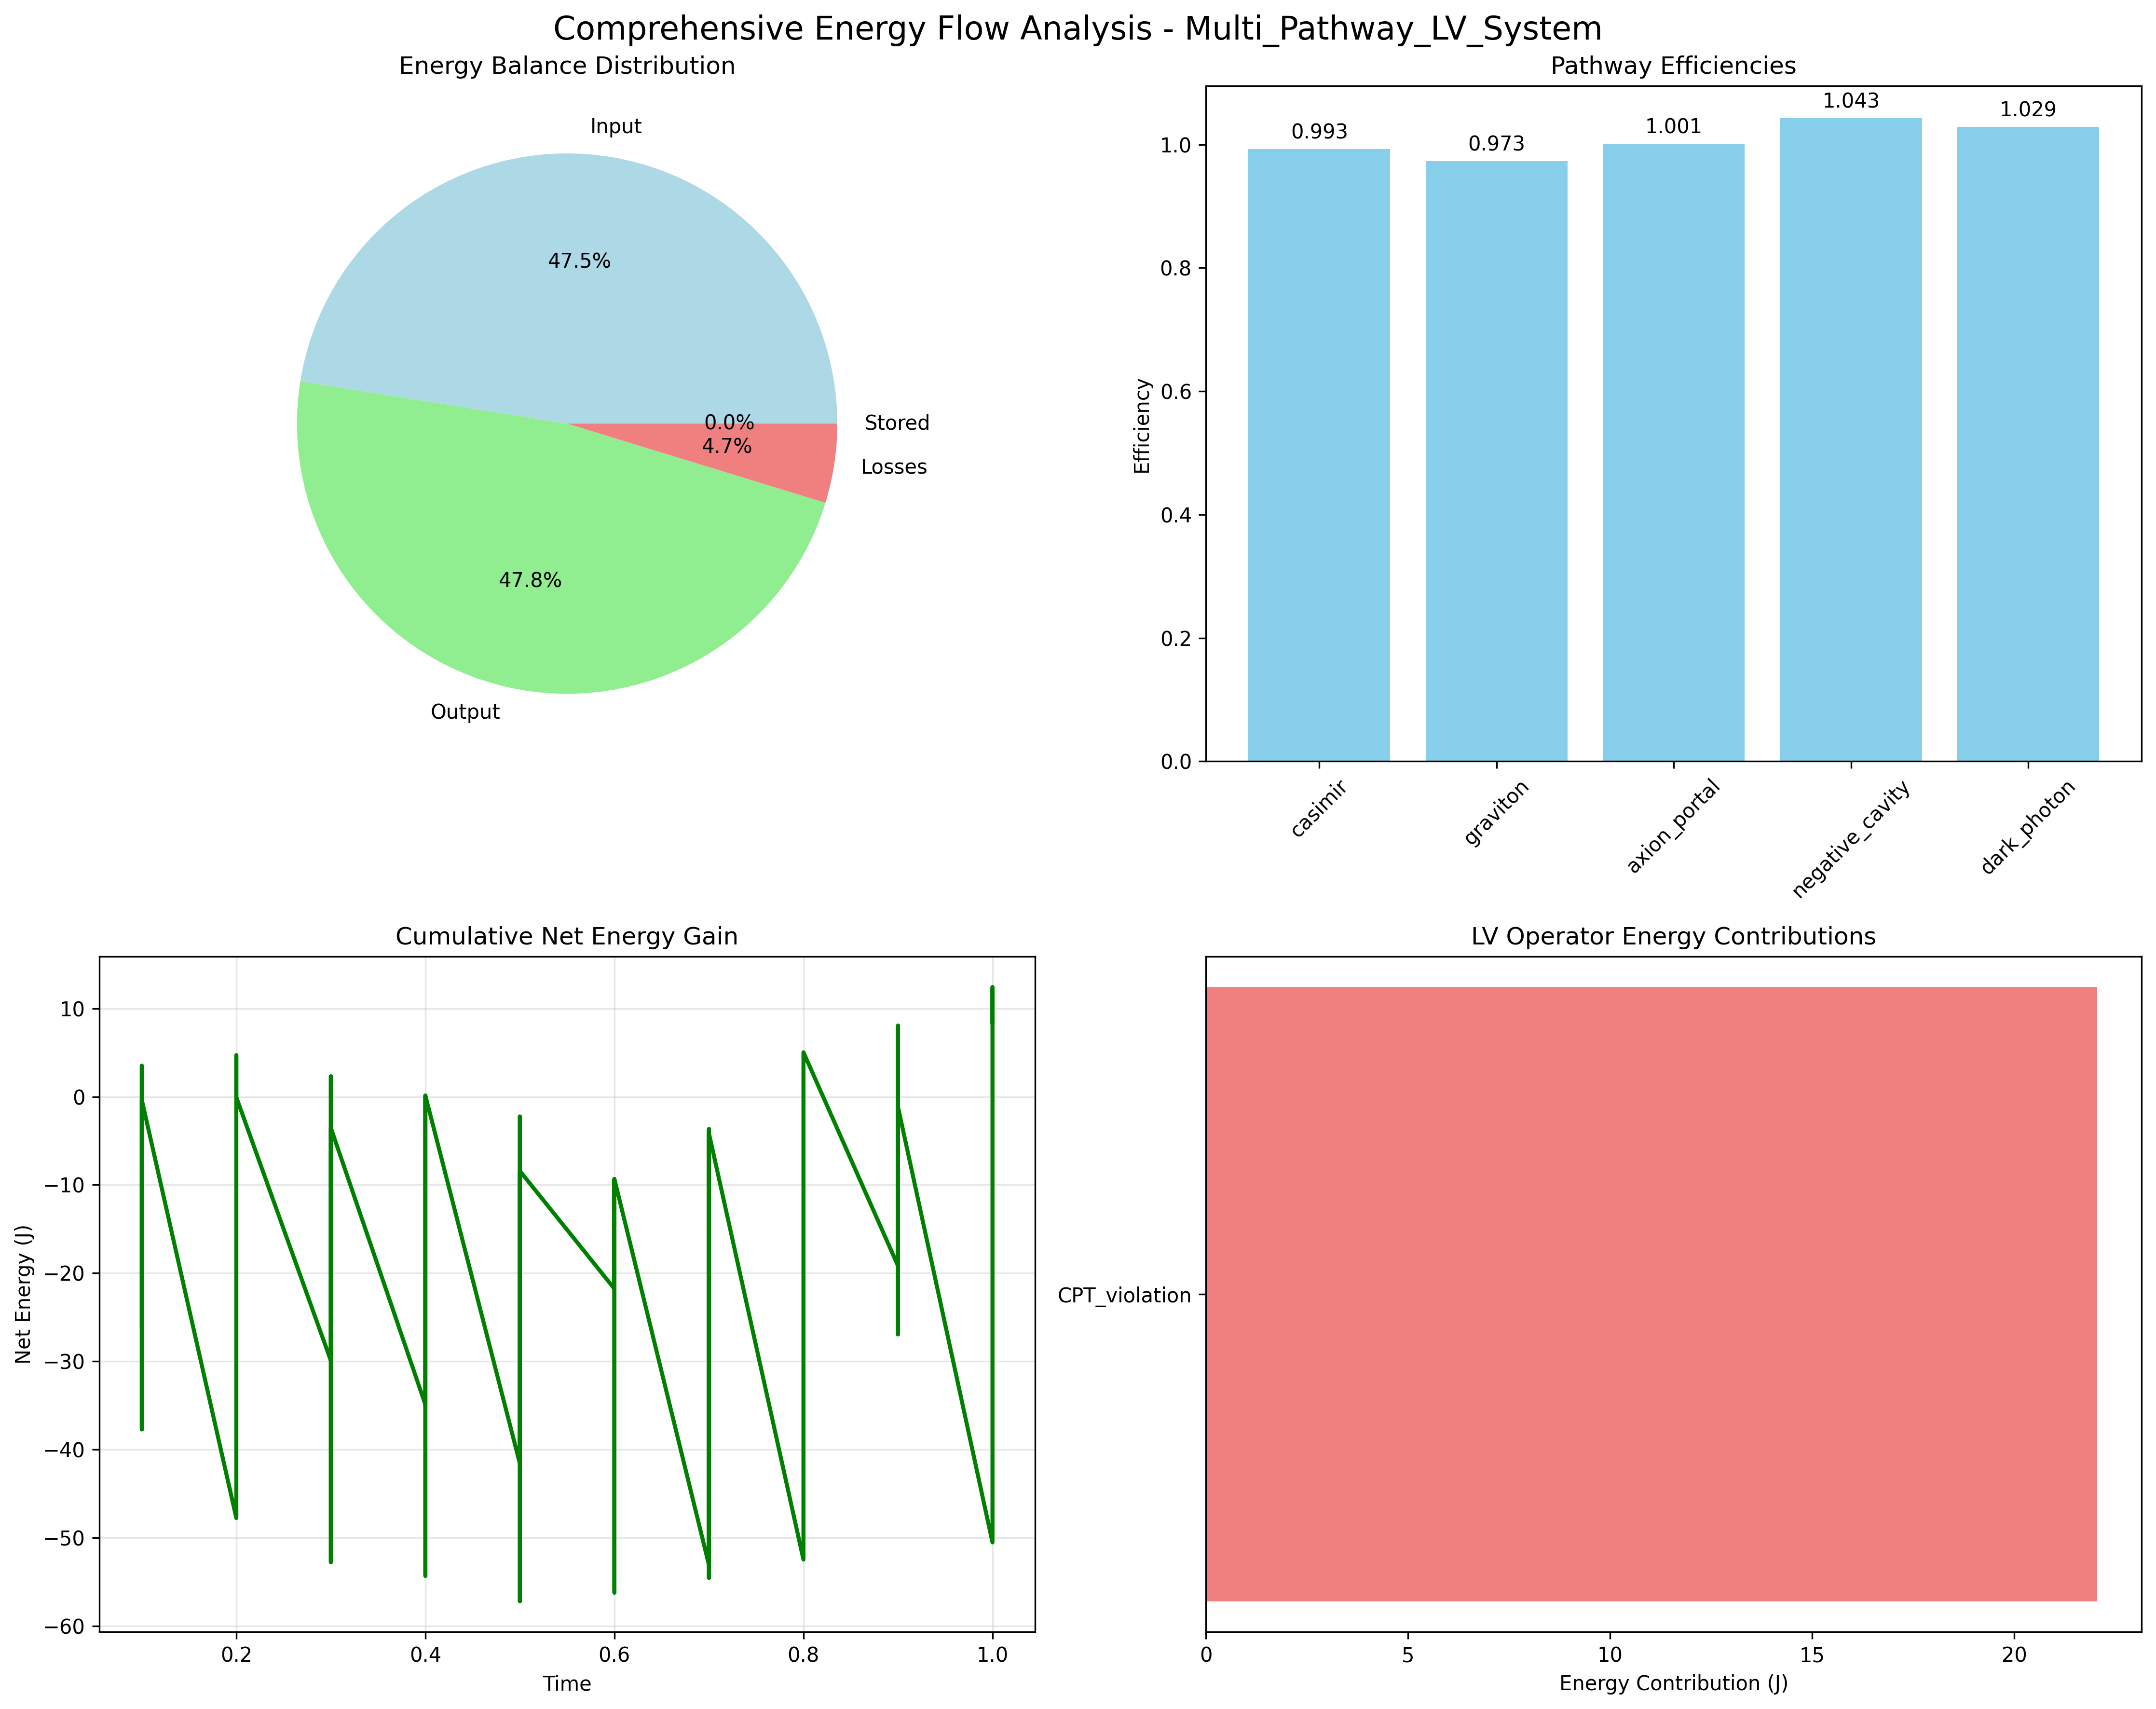 Comprehensive Energy Flow Analysis - Multi_Pathway_LV_System
Energy Balance Distribution
Input
47.5%
0.0%
Stored
4.7%
Losses
47.8%
Output
Pathway Efficiencies
Efficiency
1.0
0.8
0.6
0.4
0.2
0.0
0.993
0.973
1.001
1.043
1.029
casimir
graviton
axion_portal
negative_cavity
dark_photon
Cumulative Net Energy Gain
Net Energy (J)
10
0
−10
−20
−30
−40
−50
−60
0.2
0.4
0.6
0.8
1.0
Time
LV Operator Energy Contributions
CPT_violation
0
5
10
15
20
Energy Contribution (J)